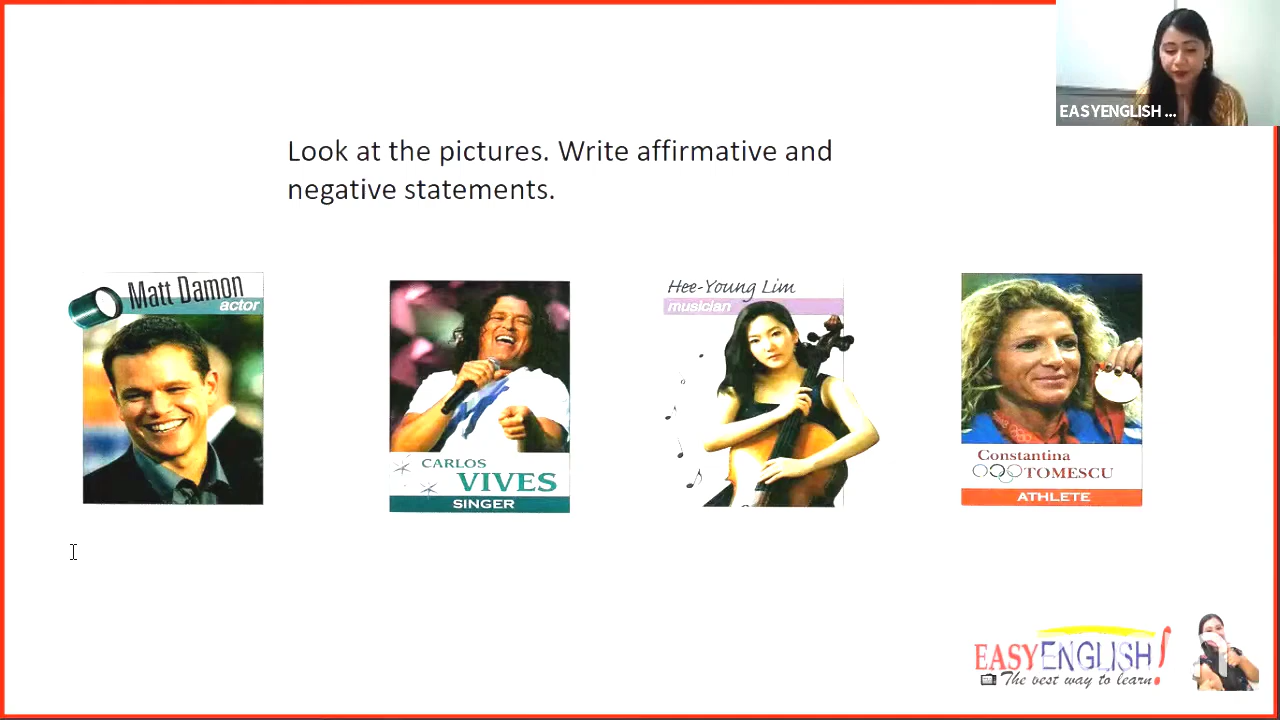 EASYENGLISH ...
Look at the pictures. Write affirmative and
negative statements.
Matt Damon
actor
CARLOS
VIVES
SINGER
Hee-Young Lim
musician
Constantina
TOMESCU
ATHLETE
EASYENGLISH!
The best way to learn!